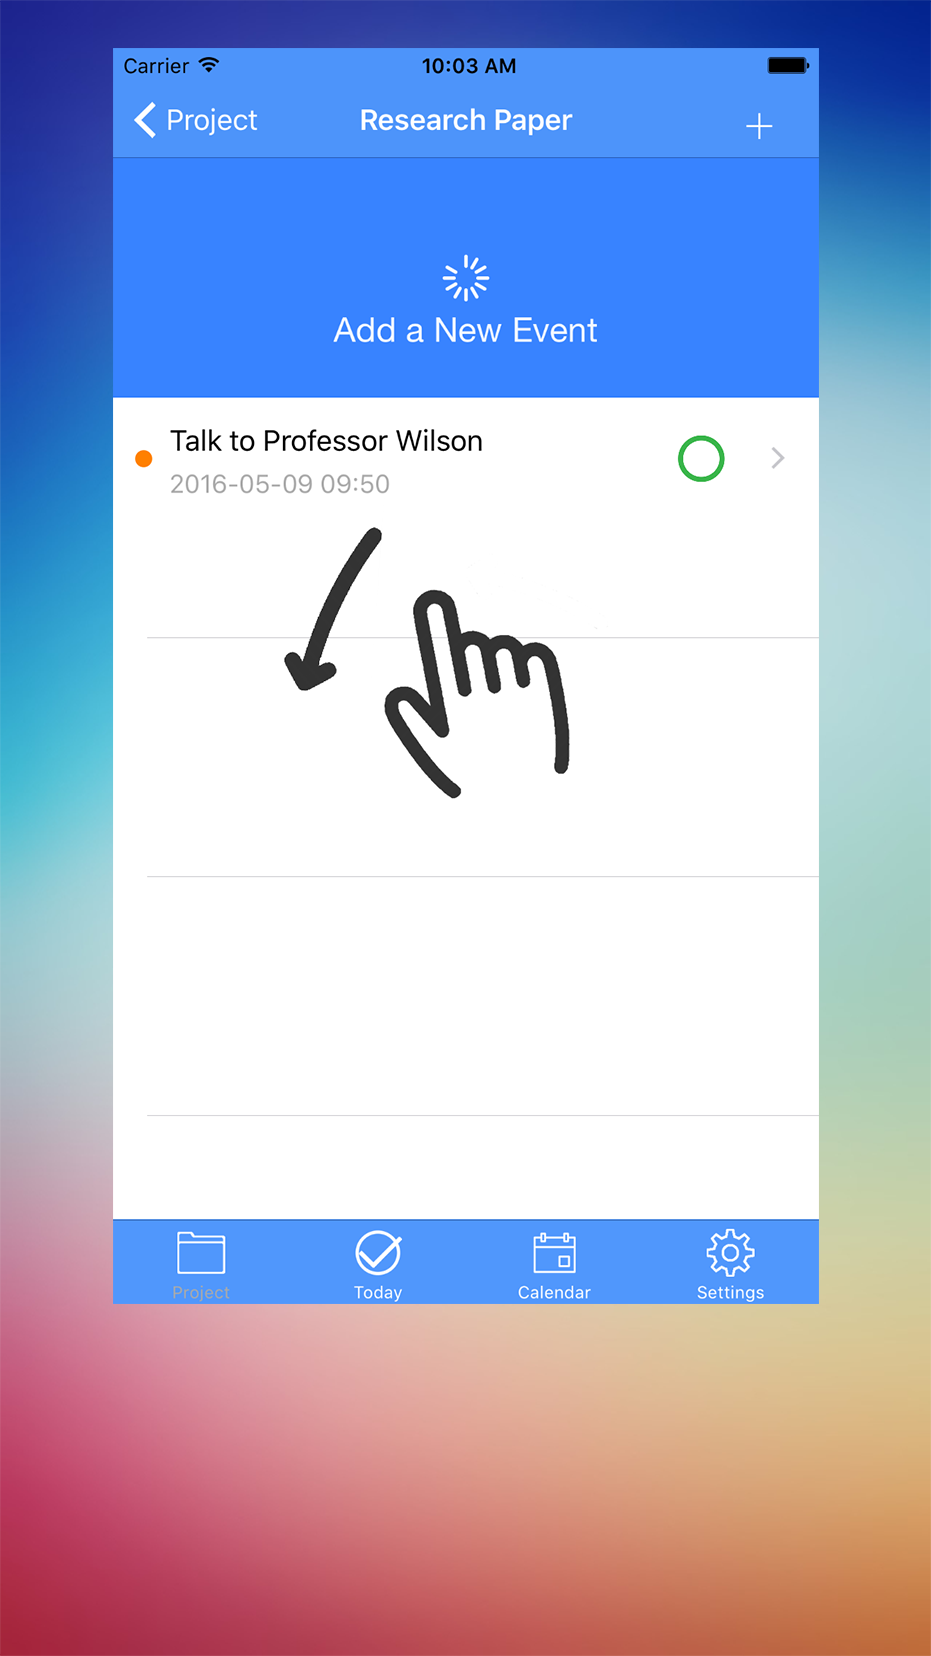 Carrier 10:03 AM
Project Research Paper
Add a New Event
Talk to Professor Wilson
2016-05-09 09:50
Project Today Calendar Settings